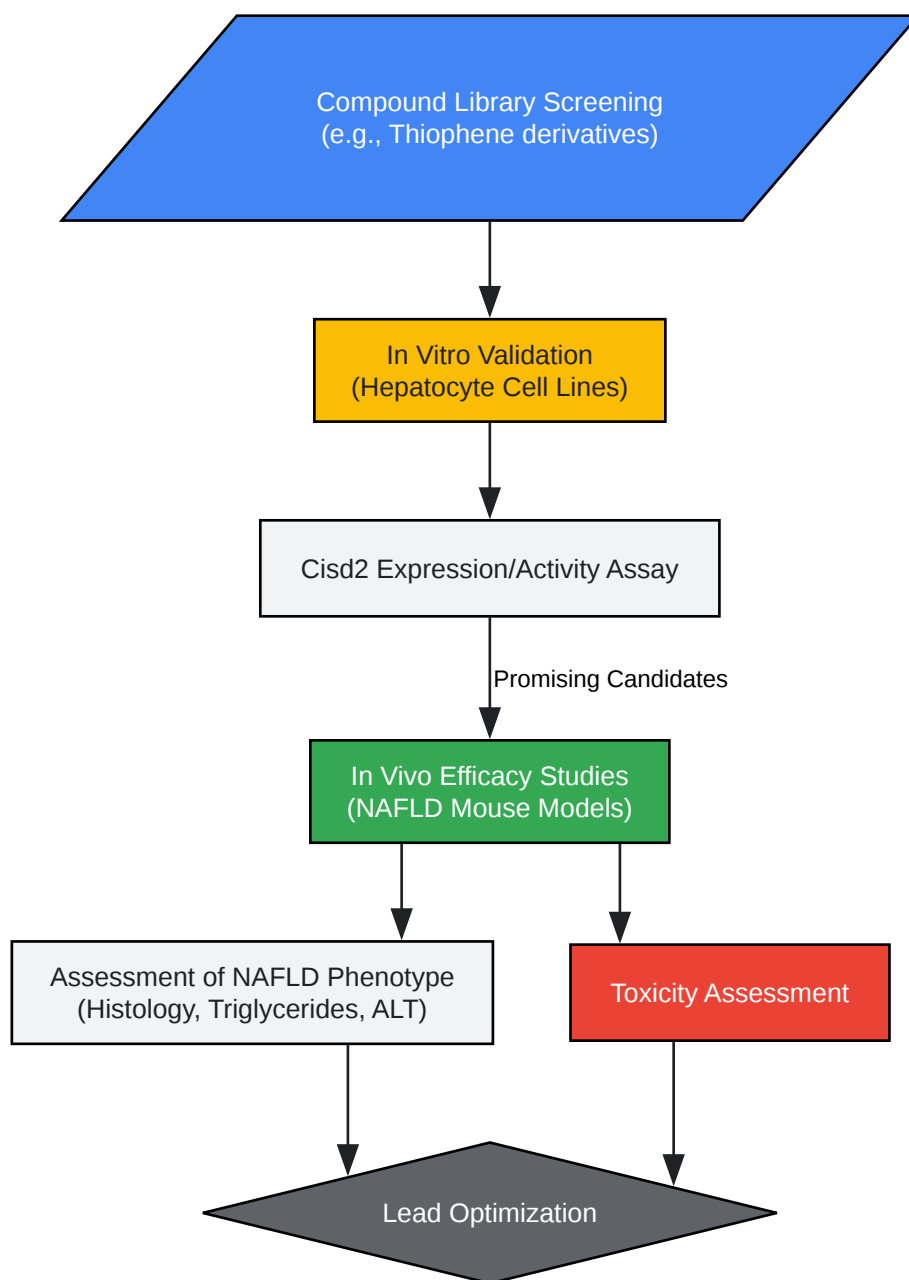 Compound Library Screening
(e.g., Thiophene derivatives)
In Vitro Validation
(Hepatocyte Cell Lines)
Cisd2 Expression/Activity Assay
Promising Candidates
In Vivo Efficacy Studies
(NAFLD Mouse Models)
Assessment of NAFLD Phenotype
(Histology, Triglycerides, ALT)
Toxicity Assessment
Lead Optimization